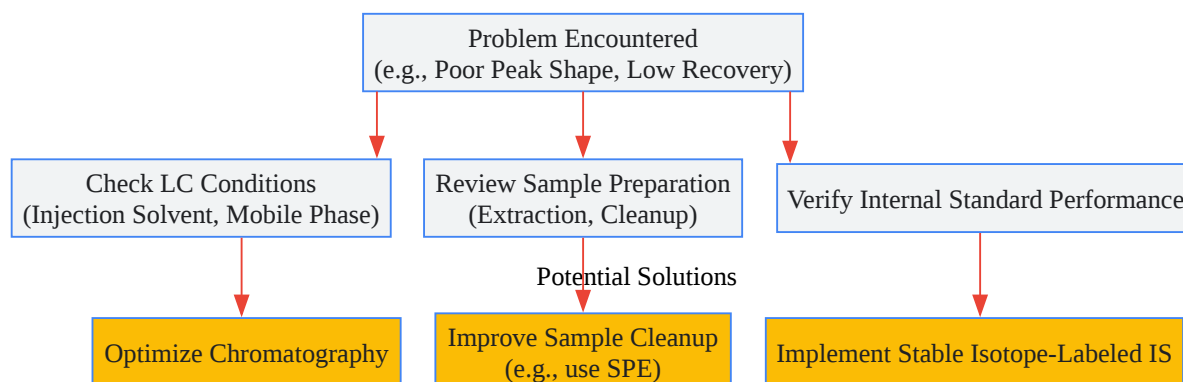 Problem Encountered
(e.g., Poor Peak Shape, Low Recovery)
Check LC Conditions
(Injection Solvent, Mobile Phase)
Review Sample Preparation
(Extraction, Cleanup)
Verify Internal Standard Performance
Potential Solutions
Optimize Chromatography
Improve Sample Cleanup
(e.g., use SPE)
Implement Stable Isotope-Labeled IS